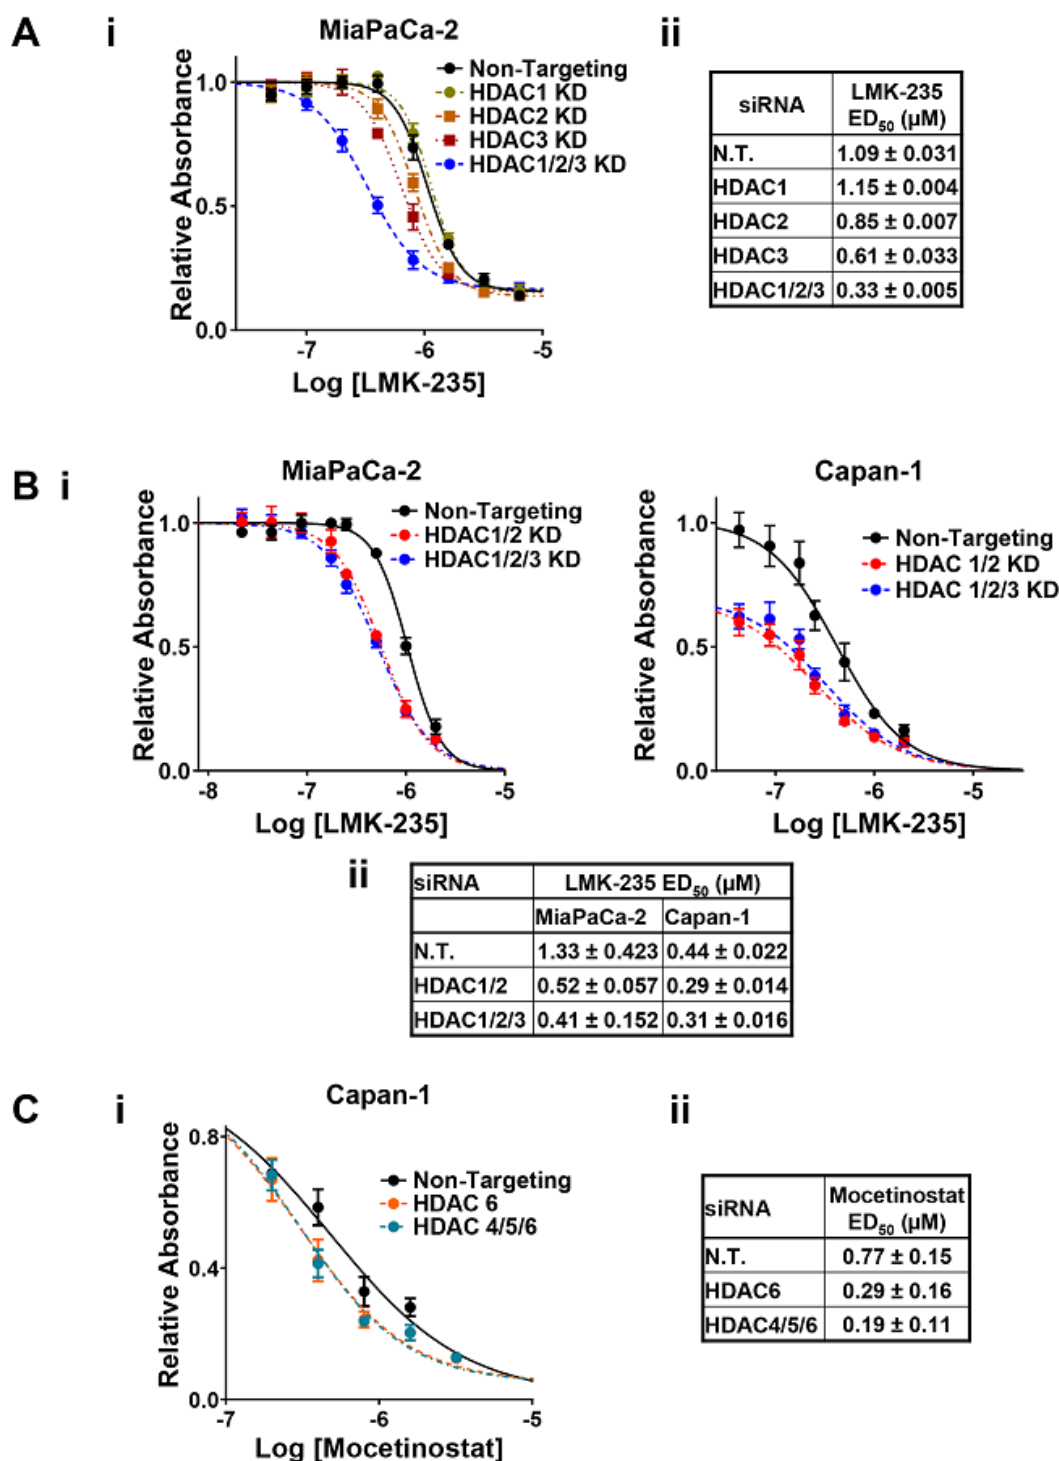 A
i
MiaPaCa-2
ii
Relative Absorbance
1.0
0.5
0.0
-7
-6
-5
Log [LMK-235]
Non-Targeting
HDAC1 KD
HDAC2 KD
HDAC3 KD
HDAC1/2/3 KD
siRNA LMK-235 ED50 (µM)
N.T. 1.09 ± 0.031
HDAC1 1.15 ± 0.004
HDAC2 0.85 ± 0.007
HDAC3 0.61 ± 0.033
HDAC1/2/3 0.33 ± 0.005
B i
MiaPaCa-2
Relative Absorbance
1.0
0.5
0.0
-8
-7
-6
-5
Log [LMK-235]
Non-Targeting
HDAC1/2 KD
HDAC1/2/3 KD
Capan-1
Relative Absorbance
1.0
0.5
0.0
-7
-6
-5
Log [LMK-235]
Non-Targeting
HDAC 1/2 KD
HDAC 1/2/3 KD
ii
siRNA LMK-235 ED50 (µM)
MiaPaCa-2 Capan-1
N.T. 1.33 ± 0.423 0.44 ± 0.022
HDAC1/2 0.52 ± 0.057 0.29 ± 0.014
HDAC1/2/3 0.41 ± 0.152 0.31 ± 0.016
C
i
Capan-1
ii
Relative Absorbance
0.8
0.4
0.0
-7
-6
-5
Log [Mocetinostat]
Non-Targeting
HDAC 6
HDAC 4/5/6
siRNA Mocetinostat ED50 (µM)
N.T. 0.77 ± 0.15
HDAC6 0.29 ± 0.16
HDAC4/5/6 0.19 ± 0.11